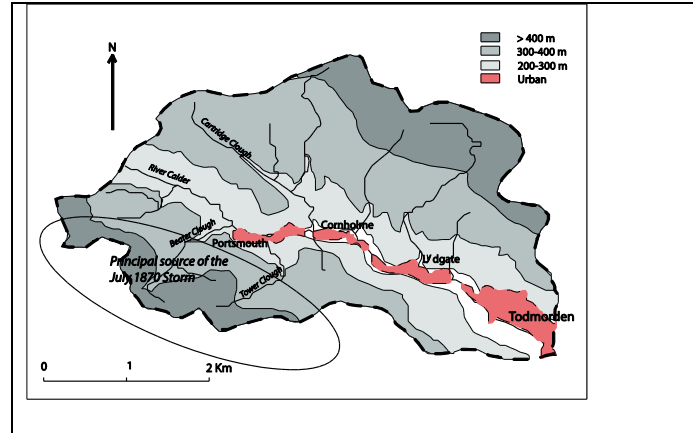 N
> 400 m
300-400 m
200-300 m
Urban
Cartridge Clough
River Calder
Beater Clough
Portsmouth
Cornholme
Lydgate
Principal source of the
July 1870 Storm
Tower Clough
Todmorden
0 1 2 Km